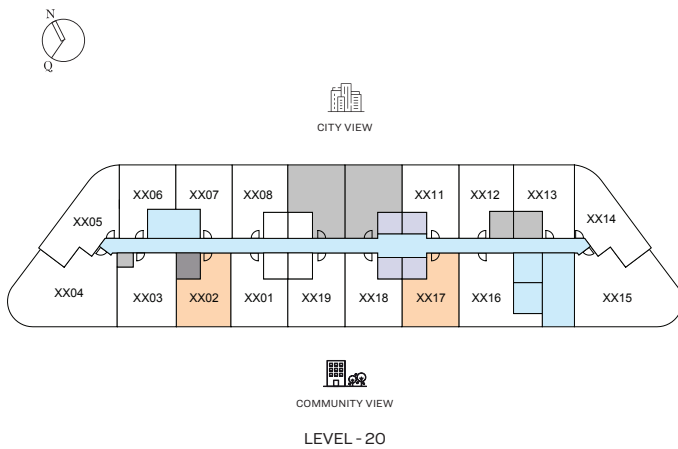 N
Q
CITY VIEW
XX06 XX07 XX08 XX11 XX12 XX13
XX05 XX14
XX04 XX03 XX02 XX01 XX19 XX18 XX17 XX16 XX15
COMMUNITY VIEW
LEVEL - 20